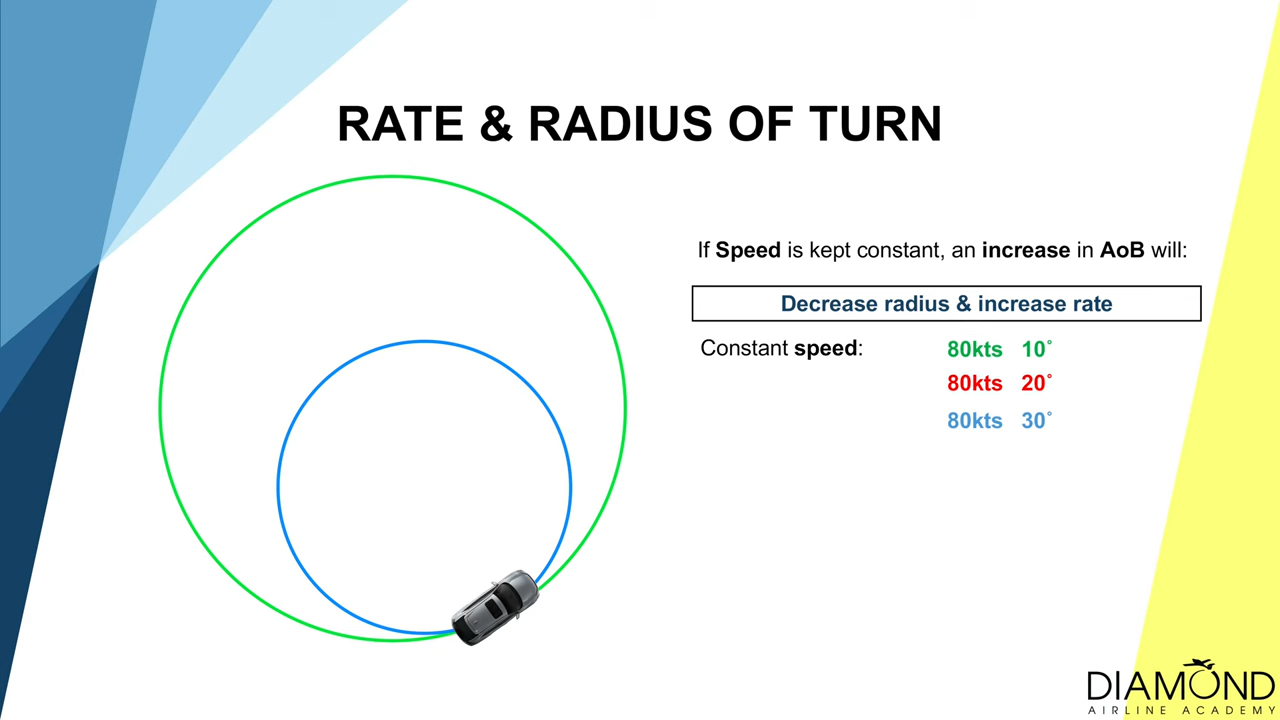 RATE & RADIUS OF TURN
If Speed is kept constant, an increase in AoB will:
Decrease radius & increase rate
Constant speed:
80kts 10°
80kts 20°
80kts 30°
DIAMOND
AIRLINE ACADEMY